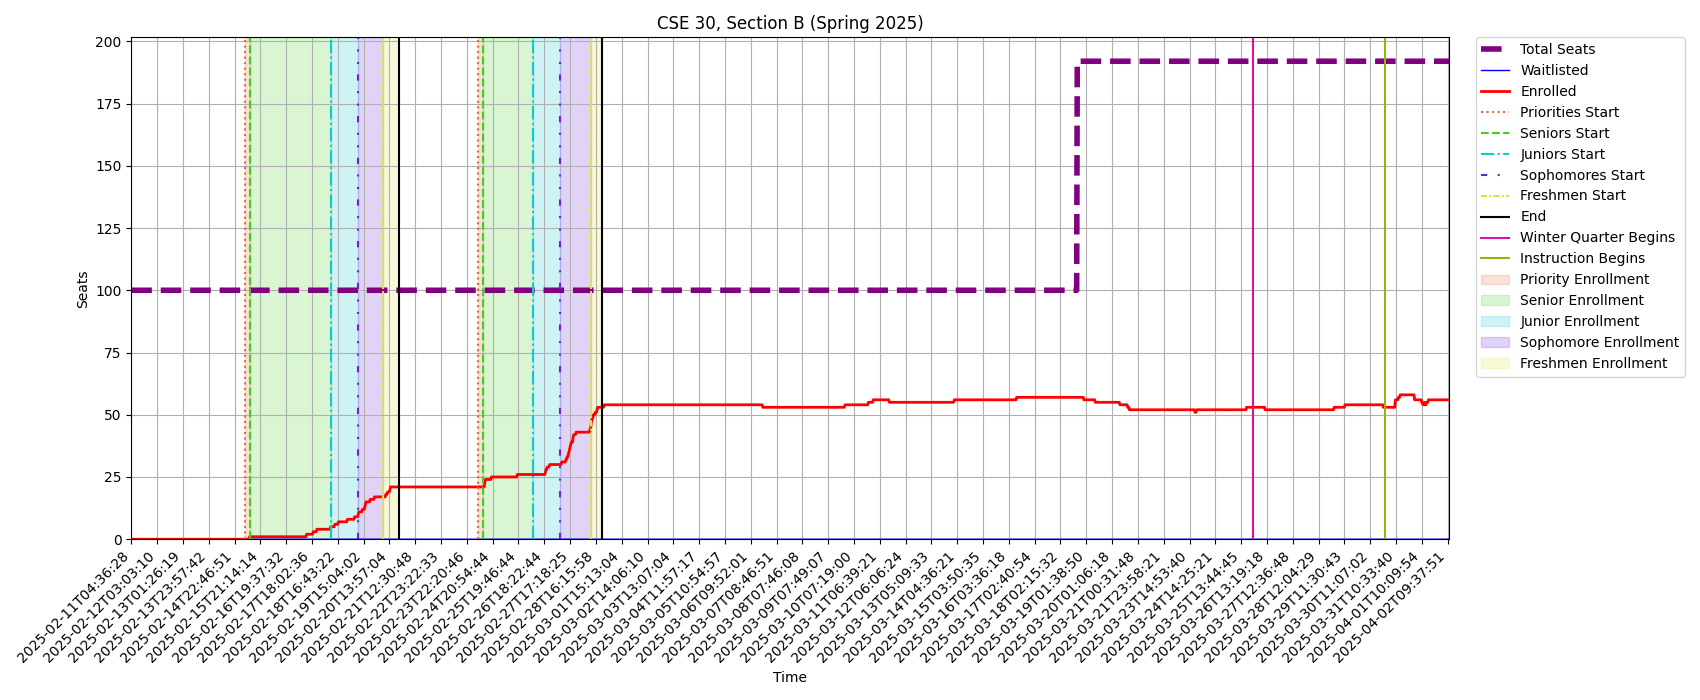 CSE 30, Section B (Spring 2025)
200
175
150
125
100
75
50
25
0
Seats
2025-02-11T04:36:28
2025-02-12T03:03:10
2025-02-13T01:26:19
2025-02-13T23:57:42
2025-02-14T22:46:51
2025-02-15T21:14:14
2025-02-16T19:37:32
2025-02-17T18:02:36
2025-02-18T16:43:22
2025-02-19T15:04:02
2025-02-20T13:57:04
2025-02-21T12:30:48
2025-02-22T23:22:33
2025-02-23T22:20:46
2025-02-24T20:54:44
2025-02-25T19:46:44
2025-02-26T18:22:44
2025-02-27T17:18:25
2025-02-28T16:15:58
2025-03-01T15:13:04
2025-03-02T14:06:10
2025-03-03T13:07:04
2025-03-04T11:57:17
2025-03-05T10:54:57
2025-03-06T09:52:01
2025-03-07T08:46:51
2025-03-08T07:46:08
2025-03-09T07:49:07
2025-03-10T07:19:00
2025-03-11T06:39:21
2025-03-12T06:06:24
2025-03-13T05:09:33
2025-03-14T04:36:21
2025-03-15T03:50:35
2025-03-16T03:36:18
2025-03-17T02:40:54
2025-03-18T02:15:32
2025-03-19T01:38:50
2025-03-20T01:06:18
2025-03-21T00:31:48
2025-03-21T23:58:21
2025-03-23T14:53:40
2025-03-24T14:25:21
2025-03-25T13:44:45
2025-03-26T13:19:18
2025-03-27T12:36:48
2025-03-28T12:04:29
2025-03-29T11:30:43
2025-03-30T11:07:02
2025-03-31T10:33:40
2025-04-01T10:09:54
2025-04-02T09:37:51
Time
Total Seats
Waitlisted
Enrolled
Priorities Start
Seniors Start
Juniors Start
Sophomores Start
Freshmen Start
End
Winter Quarter Begins
Instruction Begins
Priority Enrollment
Senior Enrollment
Junior Enrollment
Sophomore Enrollment
Freshmen Enrollment